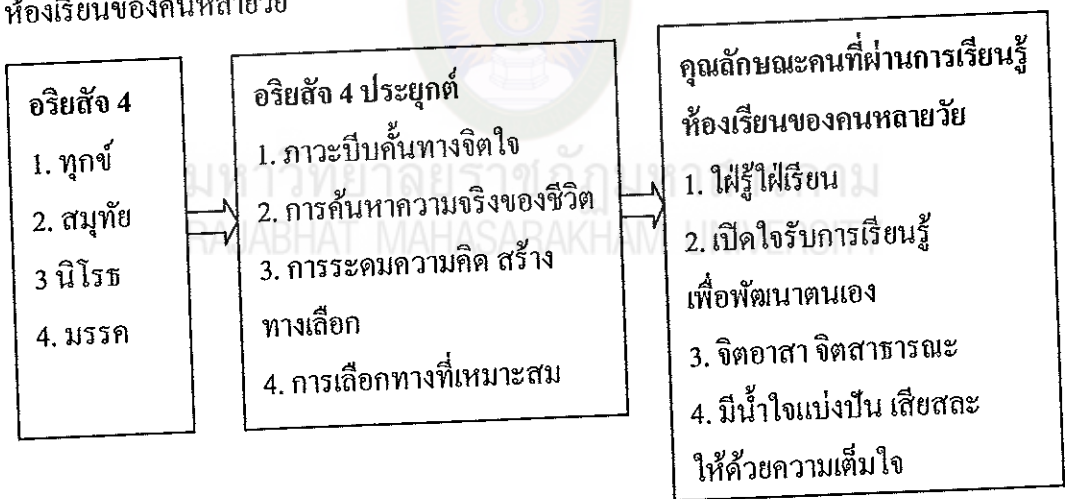 ห้องเรียนของคนหลายวัย
อริยสัจ 4
1. ทุกข์
2. สมุทัย
3 นิโรธ
4. มรรค
อริยสัจ 4 ประยุกต์
1. ภาวะบีบคั้นทางจิตใจ
2. การค้นหาความจริงของชีวิต
3. การระดมความคิด สร้าง
ทางเลือก
4. การเลือกทางที่เหมาะสม
คุณลักษณะคนที่ผ่านการเรียนรู้
ห้องเรียนของคนหลายวัย
1. ใฝ่รู้ใฝ่เรียน
2. เปิดใจรับการเรียนรู้
เพื่อพัฒนาตนเอง
3. จิตอาสา จิตสาธารณะ
4. มีน้ำใจแบ่งปัน เสียสละ
ให้ด้วยความเต็มใจ
มหาวิทยาลัยราชภัฏมหาสารคาม
RAJABHAT MAHASARAKHAM UNIVERSITY